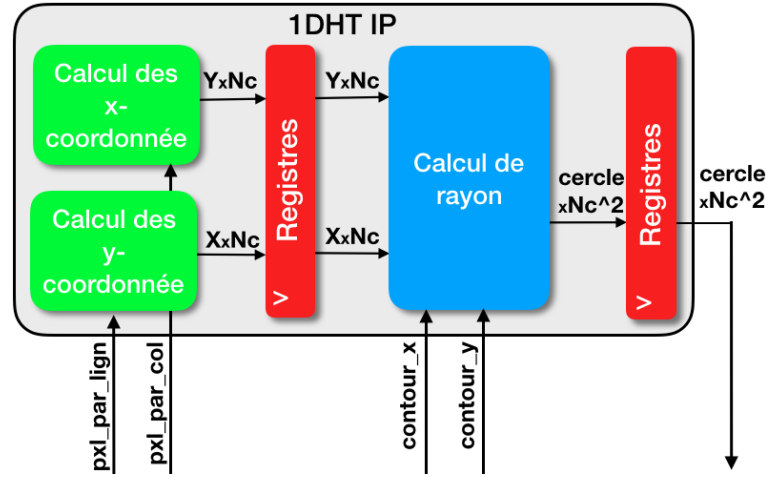 1DHT IP
Calcul des
x-
coordonnée
YxNc
Registres
YxNc
Calcul de
rayon
cercle
xNc^2
Registres
cercle
xNc^2
Calcul des
y-
coordonnée
XxNc
XxNc
>
>
pxl_par_lign
pxl_par_col
contour_x
contour_y